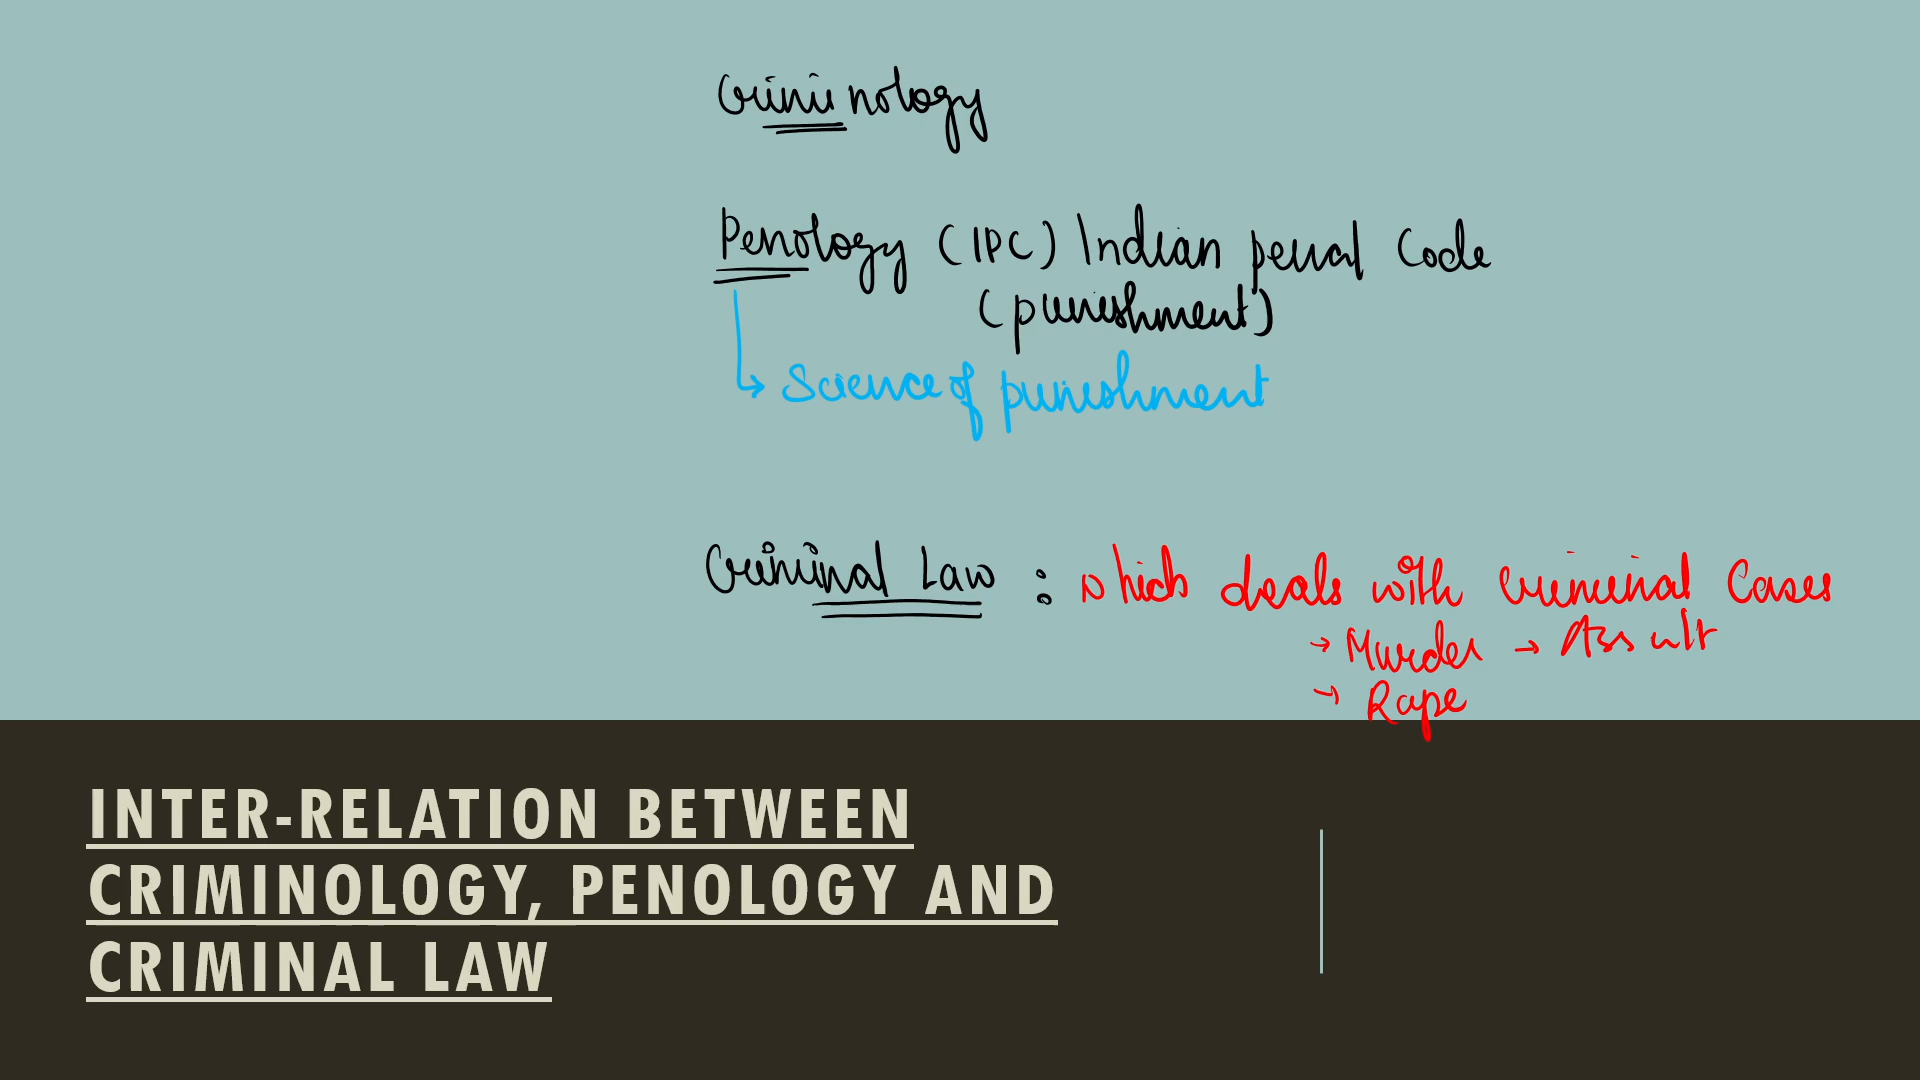 Criminology
Penology (IPC) Indian penal Code
(punishment)
→ Science of punishment
Criminal Law : which deals with criminal Cases
→ Murder → Assult
→ Rape
INTER-RELATION BETWEEN
CRIMINOLOGY, PENOLOGY AND
CRIMINAL LAW